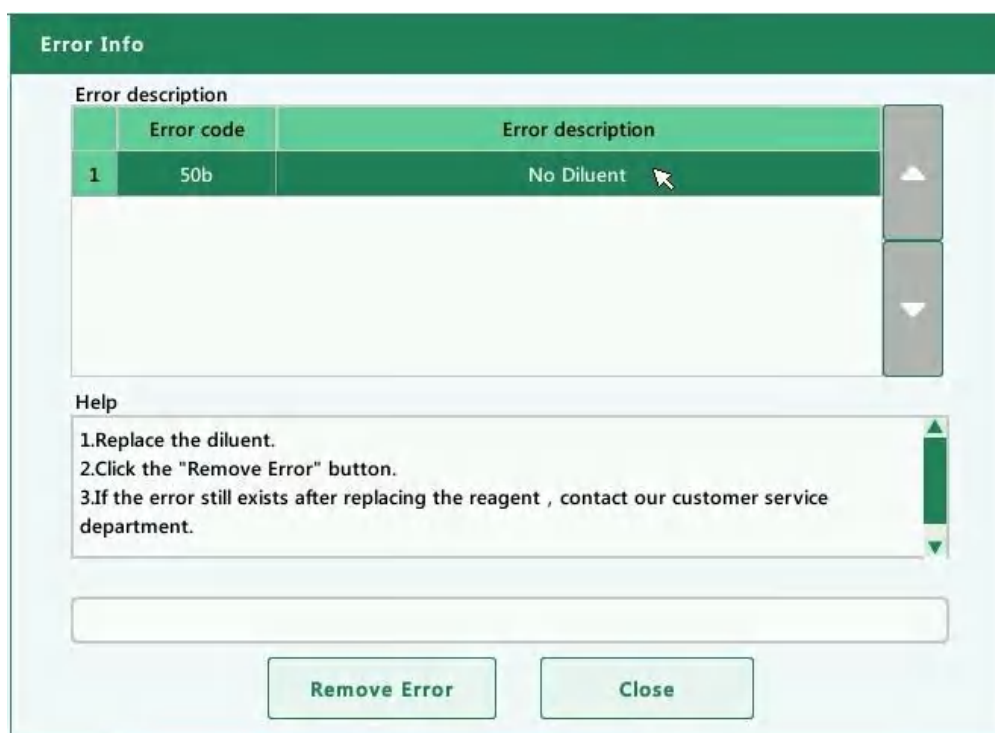 Error Info
Error description
Error code Error description
1 50b No Diluent
Help
1.Replace the diluent.
2.Click the "Remove Error" button.
3.If the error still exists after replacing the reagent , contact our customer service
department.
Remove Error Close